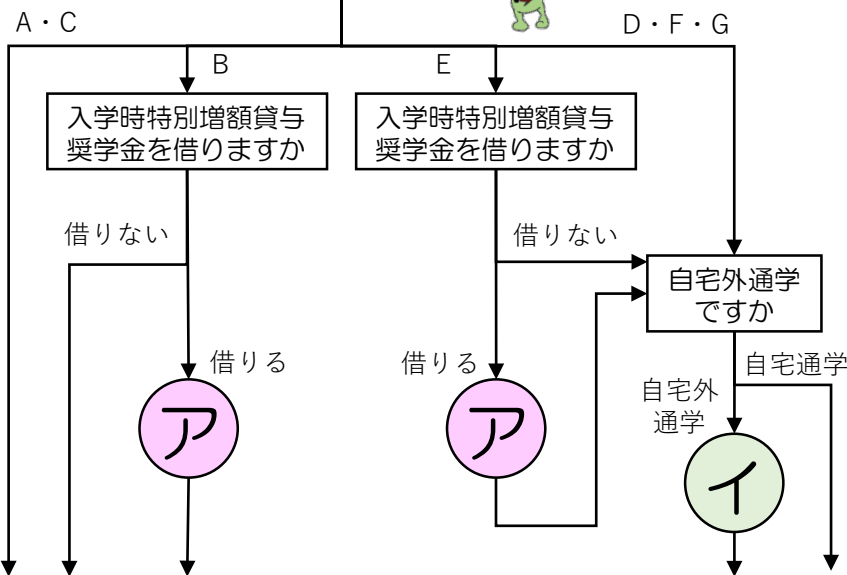 A・C
D・F・G
B
E
入学時特別増額貸与
奨学金を借りますか
入学時特別増額貸与
奨学金を借りますか
借りない
借りない
自宅外通学
ですか
借りる
借りる
自宅通学
自宅外
通学
ア
ア
イ